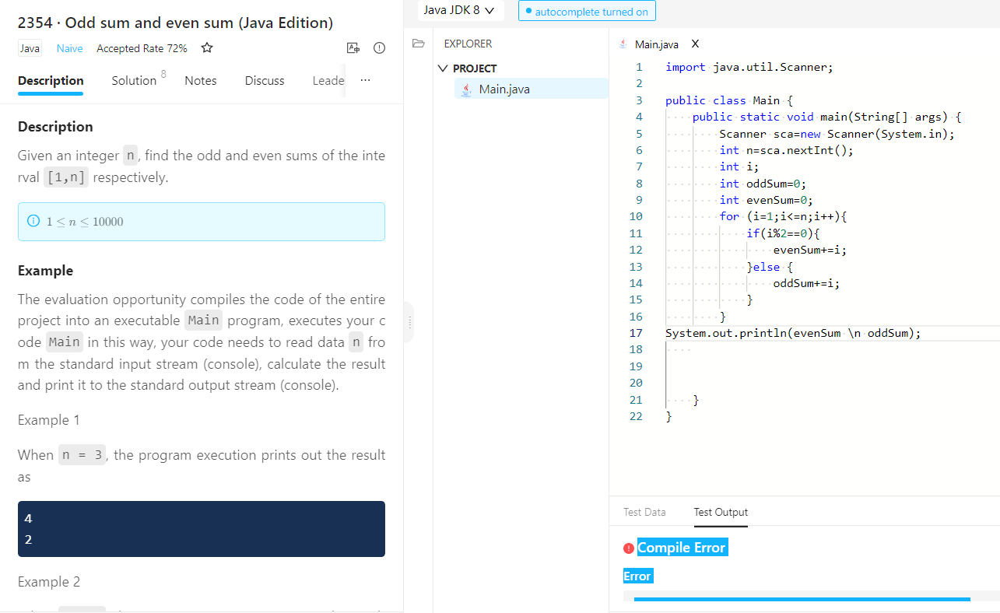 2354 · Odd sum and even sum (Java Edition)
Java Naive Accepted Rate 72%
Description Solution 8 Notes Discuss Leade ...
Description
Given an integer n, find the odd and even sums of the inte
rval [1,n] respectively.
1 ≤ n ≤ 10000
Example
The evaluation opportunity compiles the code of the entire
project into an executable Main program, executes your c
ode Main in this way, your code needs to read data n fro
m the standard input stream (console), calculate the result
and print it to the standard output stream (console).
Example 1
When n = 3, the program execution prints out the result
as
4
2
Example 2
Java JDK 8
autocomplete turned on
EXPLORER
PROJECT
Main.java
Main.java X
1 import java.util.Scanner;
2
3 public class Main {
4 public static void main(String[] args) {
5 Scanner sca=new Scanner(System.in);
6 int n=sca.nextInt();
7 int i;
8 int oddSum=0;
9 int evenSum=0;
10 for (i=1;i<=n;i++){
11 if(i%2==0){
12 evenSum+=i;
13 }else {
14 oddSum+=i;
15 }
16 }
17 System.out.println(evenSum \n oddSum);
18
19
20
21 }
22 }
Test Data Test Output
Compile Error
Error